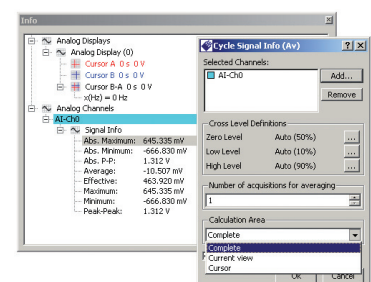 Info
Analog Displays
Analog Display (0)
Cursor A 0 s 0 V
Cursor B 0 s 0 V
Cursor B-A 0 s 0 V
x(Hz) = 0 Hz
Analog Channels
AI-Ch0
Signal Info
Abs. Maximum: 645.335 mV
Abs. Minimum: -666.830 mV
Abs. P-P: 1.312 V
Average: -10.507 mV
Effective: 463.920 mV
Maximum: 645.335 mV
Minimum: -666.830 mV
Peak-Peak: 1.312 V
Cycle Signal Info (Av)
Selected Channels:
AI-Ch0
Add...
Remove
Cross Level Definitions
Zero Level Auto (50%) ...
Low Level Auto (10%) ...
High Level Auto (90%) ...
Number of acquisitions for averaging
1
Calculation Area
Complete
Complete
Current view
Cursor
OK Cancel